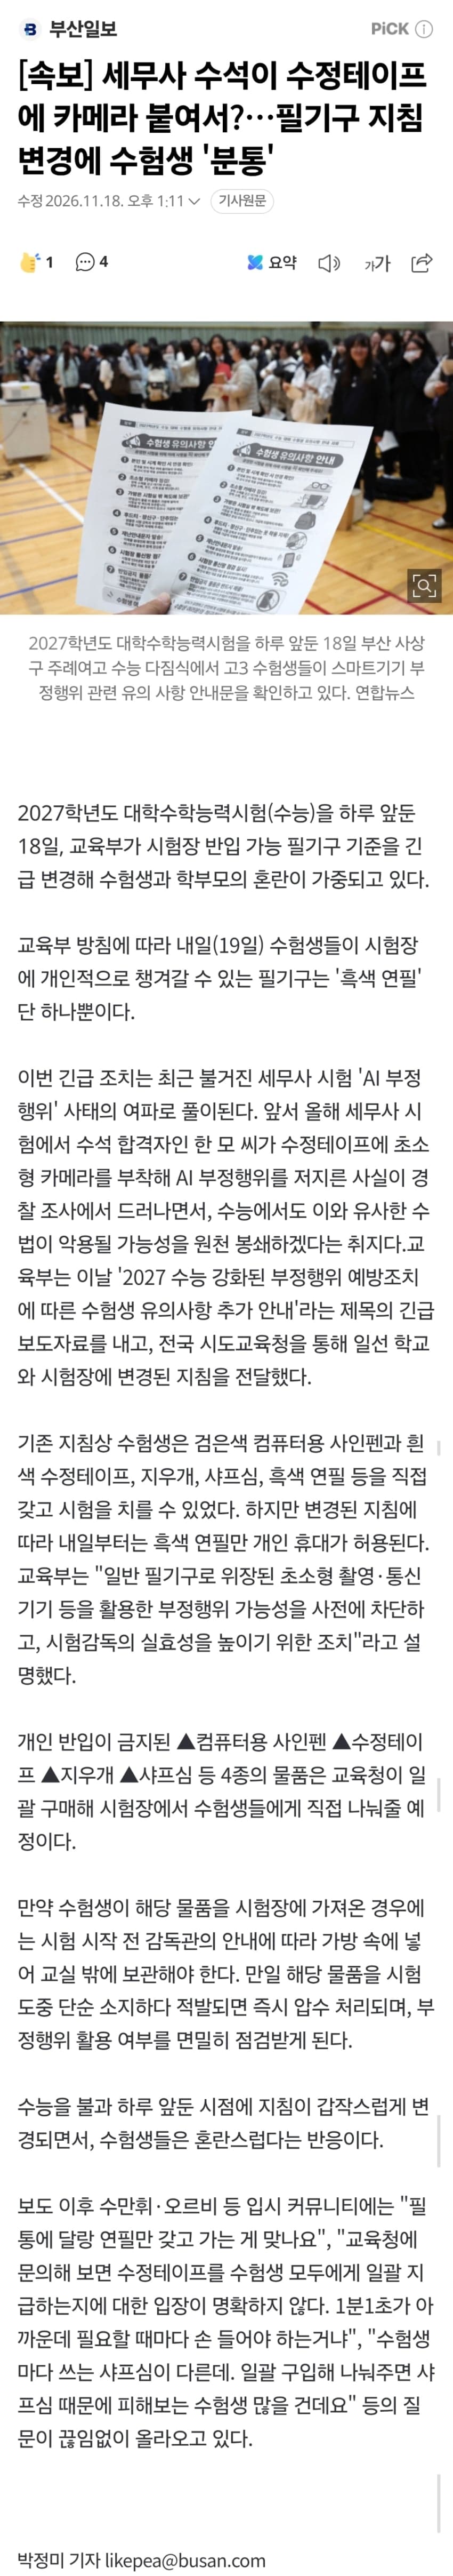 부산일보
PiCK
[속보] 세무사 수석이 수정테이프
에 카메라 붙여서?…필기구 지침
변경에 수험생 '분통'
수정 2026.11.18. 오후 1:11
기사원문
1
4
요약
가가
수험생 유의사항 안
수험생 유의사항 안내
2027학년도 대학수학능력시험을 하루 앞둔 18일 부산 사상
구 주례여고 수능 다짐식에서 고3 수험생들이 스마트기기 부
정행위 관련 유의 사항 안내문을 확인하고 있다. 연합뉴스
2027학년도 대학수학능력시험(수능)을 하루 앞둔
18일, 교육부가 시험장 반입 가능 필기구 기준을 긴
급 변경해 수험생과 학부모의 혼란이 가중되고 있다.
교육부 방침에 따라 내일(19일) 수험생들이 시험장
에 개인적으로 챙겨갈 수 있는 필기구는 '흑색 연필'
단 하나뿐이다.
이번 긴급 조치는 최근 불거진 세무사 시험 'AI 부정
행위' 사태의 여파로 풀이된다. 앞서 올해 세무사 시
험에서 수석 합격자인 한 모 씨가 수정테이프에 초소
형 카메라를 부착해 AI 부정행위를 저지른 사실이 경
찰 조사에서 드러나면서, 수능에서도 이와 유사한 수
법이 악용될 가능성을 원천 봉쇄하겠다는 취지다.교
육부는 이날 '2027 수능 강화된 부정행위 예방조치
에 따른 수험생 유의사항 추가 안내'라는 제목의 긴급
보도자료를 내고, 전국 시도교육청을 통해 일선 학교
와 시험장에 변경된 지침을 전달했다.
기존 지침상 수험생은 검은색 컴퓨터용 사인펜과 흰
색 수정테이프, 지우개, 샤프심, 흑색 연필 등을 직접
갖고 시험을 치를 수 있었다. 하지만 변경된 지침에
따라 내일부터는 흑색 연필만 개인 휴대가 허용된다.
교육부는 "일반 필기구로 위장된 초소형 촬영·통신
기기 등을 활용한 부정행위 가능성을 사전에 차단하
고, 시험감독의 실효성을 높이기 위한 조치"라고 설
명했다.
개인 반입이 금지된 ▲컴퓨터용 사인펜 ▲수정테이
프 ▲지우개 ▲샤프심 등 4종의 물품은 교육청이 일
괄 구매해 시험장에서 수험생들에게 직접 나눠줄 예
정이다.
만약 수험생이 해당 물품을 시험장에 가져온 경우에
는 시험 시작 전 감독관의 안내에 따라 가방 속에 넣
어 교실 밖에 보관해야 한다. 만일 해당 물품을 시험
도중 단순 소지하다 적발되면 즉시 압수 처리되며, 부
정행위 활용 여부를 면밀히 점검받게 된다.
수능을 불과 하루 앞둔 시점에 지침이 갑작스럽게 변
경되면서, 수험생들은 혼란스럽다는 반응이다.
보도 이후 수만휘·오르비 등 입시 커뮤니티에는 "필
통에 달랑 연필만 갖고 가는 게 맞나요", "교육청에
문의해 보면 수정테이프를 수험생 모두에게 일괄 지
급하는지에 대한 입장이 명확하지 않다. 1분1초가 아
까운데 필요할 때마다 손 들어야 하는거냐", "수험생
마다 쓰는 샤프심이 다른데. 일괄 구입해 나눠주면 샤
프심 때문에 피해보는 수험생 많을 건데요" 등의 질
문이 끊임없이 올라오고 있다.
박정미 기자 likepea@busan.com